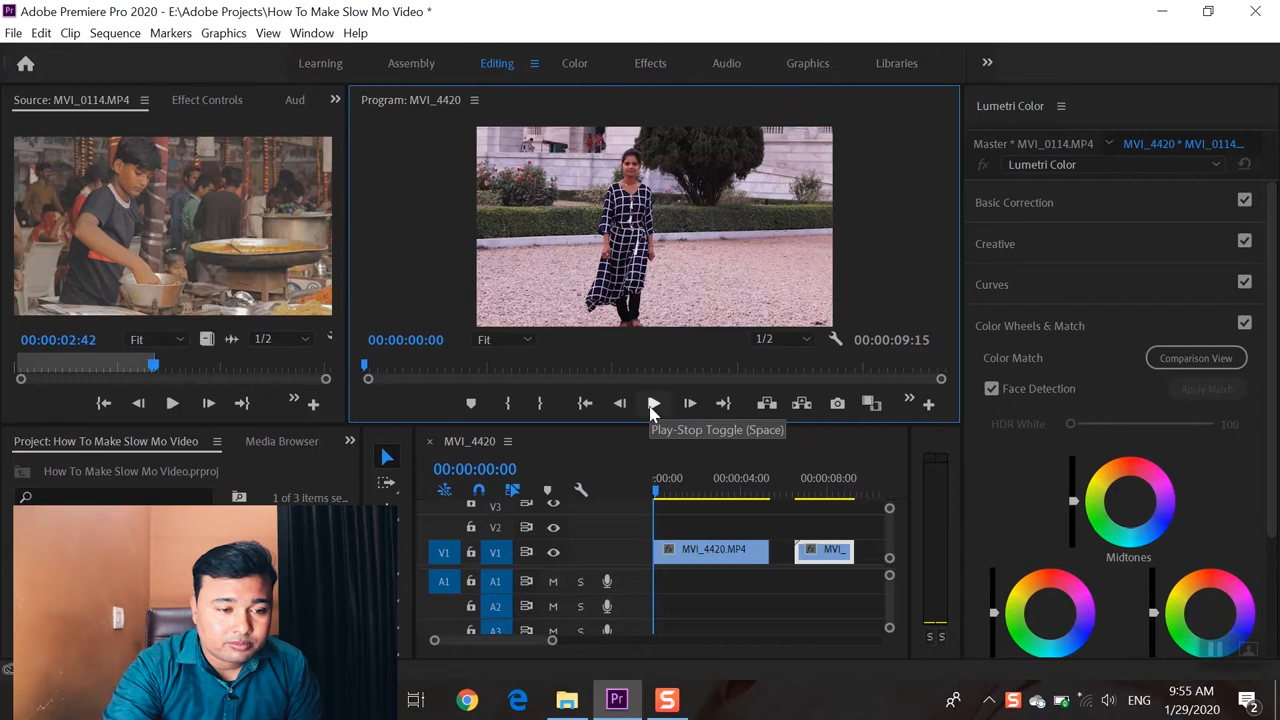 Adobe Premiere Pro 2020 - E:\Adobe Projects\How To Make Slow Mo Video *
File Edit Clip Sequence Markers Graphics View Window Help
Learning Assembly Editing Color Effects Audio Graphics Libraries
Source: MVI_0114.MP4 Effect Controls Aud
Program: MVI_4420
Lumetri Color
Master * MVI_0114.MP4 MVI_4420 * MVI_0114...
fx Lumetri Color
Basic Correction
Creative
Curves
Color Wheels & Match
Color Match Comparison View
Face Detection Apply Match
HDR White 100
Midtones
00:00:02:42 Fit 1/2
00:00:00:00 Fit 1/2 00:00:09:15
Play-Stop Toggle (Space)
Project: How To Make Slow Mo Video Media Browser
How To Make Slow Mo Video.prproj
1 of 3 items se...
MVI_4420
00:00:00:00
:00:00 00:00:04:00 00:00:08:00
V3
V2
V1 V1 fx MVI_4420.MP4 fx MVI_
A1 A1 M S
A2 M S
A3 M S
S S
Pr
S
ENG
9:55 AM
1/29/2020
2